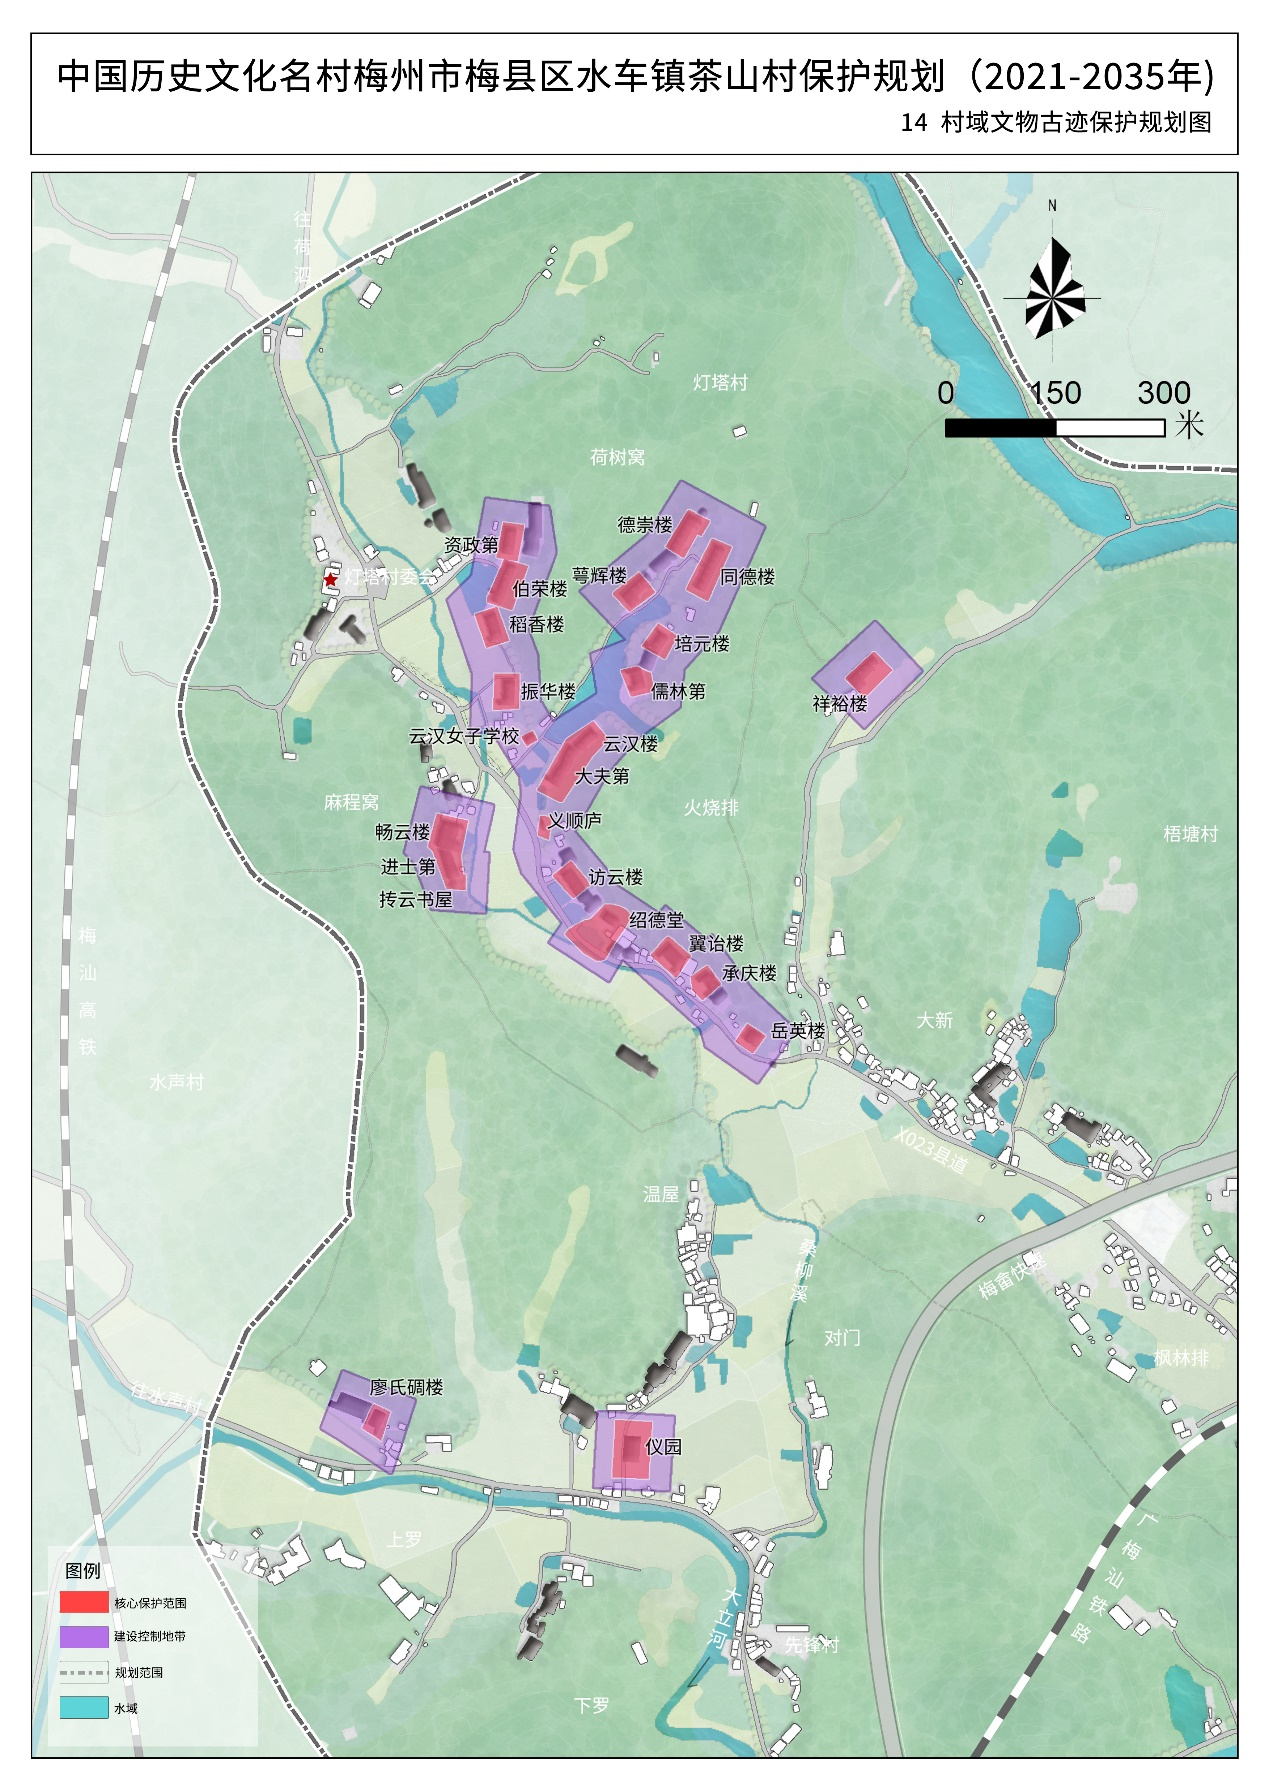 中国历史文化名村梅州市梅县区水车镇茶山村保护规划（2021-2035年)
14 村域文物古迹保护规划图
往荷泗
N
0 150 300 米
灯塔村
荷树窝
德崇楼
资政第
同德楼
萼辉楼
灯塔村委会
伯荣楼
稻香楼
培元楼
振华楼
儒林第
祥裕楼
云汉女子学校
云汉楼
大夫第
麻程窝
火烧排
义顺庐
畅云楼
梧塘村
进士第
访云楼
抟云书屋
绍德堂
梅汕高铁
翼诒楼
承庆楼
大新
岳英楼
水声村
X023县道
温屋
桑柳溪
梅畲快速
对门
枫林排
廖氏碉楼
往水声村
仪园
上罗
广梅汕铁路
大立河
先锋村
下罗
图例
核心保护范围
建设控制地带
规划范围
水域